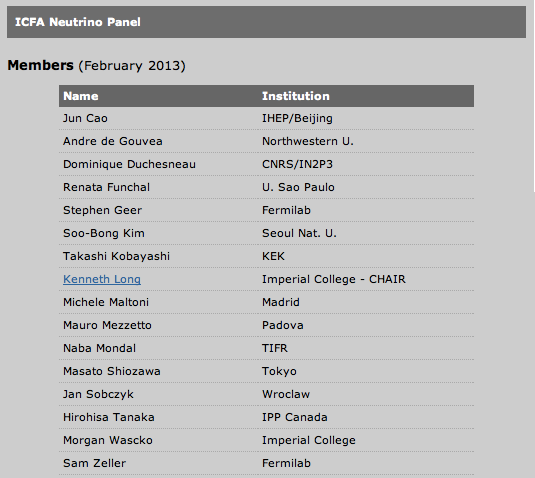 ICFA Neutrino Panel
Members (February 2013)
Name Institution
Jun Cao IHEP/Beijing
Andre de Gouvea Northwestern U.
Dominique Duchesneau CNRS/IN2P3
Renata Funchal U. Sao Paulo
Stephen Geer Fermilab
Soo-Bong Kim Seoul Nat. U.
Takashi Kobayashi KEK
Kenneth Long Imperial College - CHAIR
Michele Maltoni Madrid
Mauro Mezzetto Padova
Naba Mondal TIFR
Masato Shiozawa Tokyo
Jan Sobczyk Wroclaw
Hirohisa Tanaka IPP Canada
Morgan Wascko Imperial College
Sam Zeller Fermilab